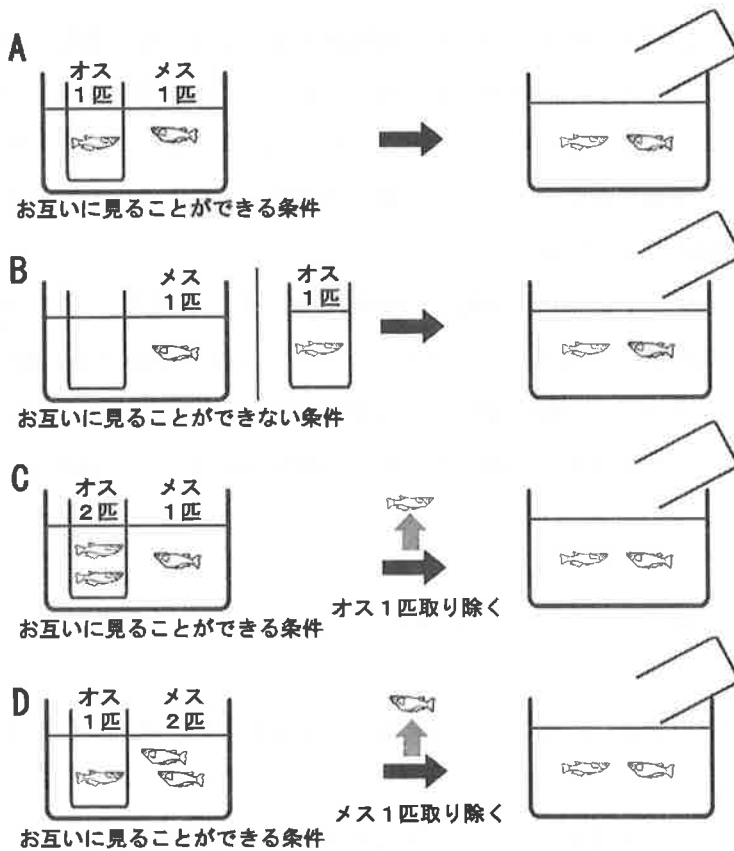 A
オス メス
1匹 1匹
お互いに見ることができる条件
B
メス オス
1匹 1匹
お互いに見ることができない条件
C
オス メス
2匹 1匹
オス1匹取り除く
お互いに見ることができる条件
D
オス メス
1匹 2匹
メス1匹取り除く
お互いに見ることができる条件